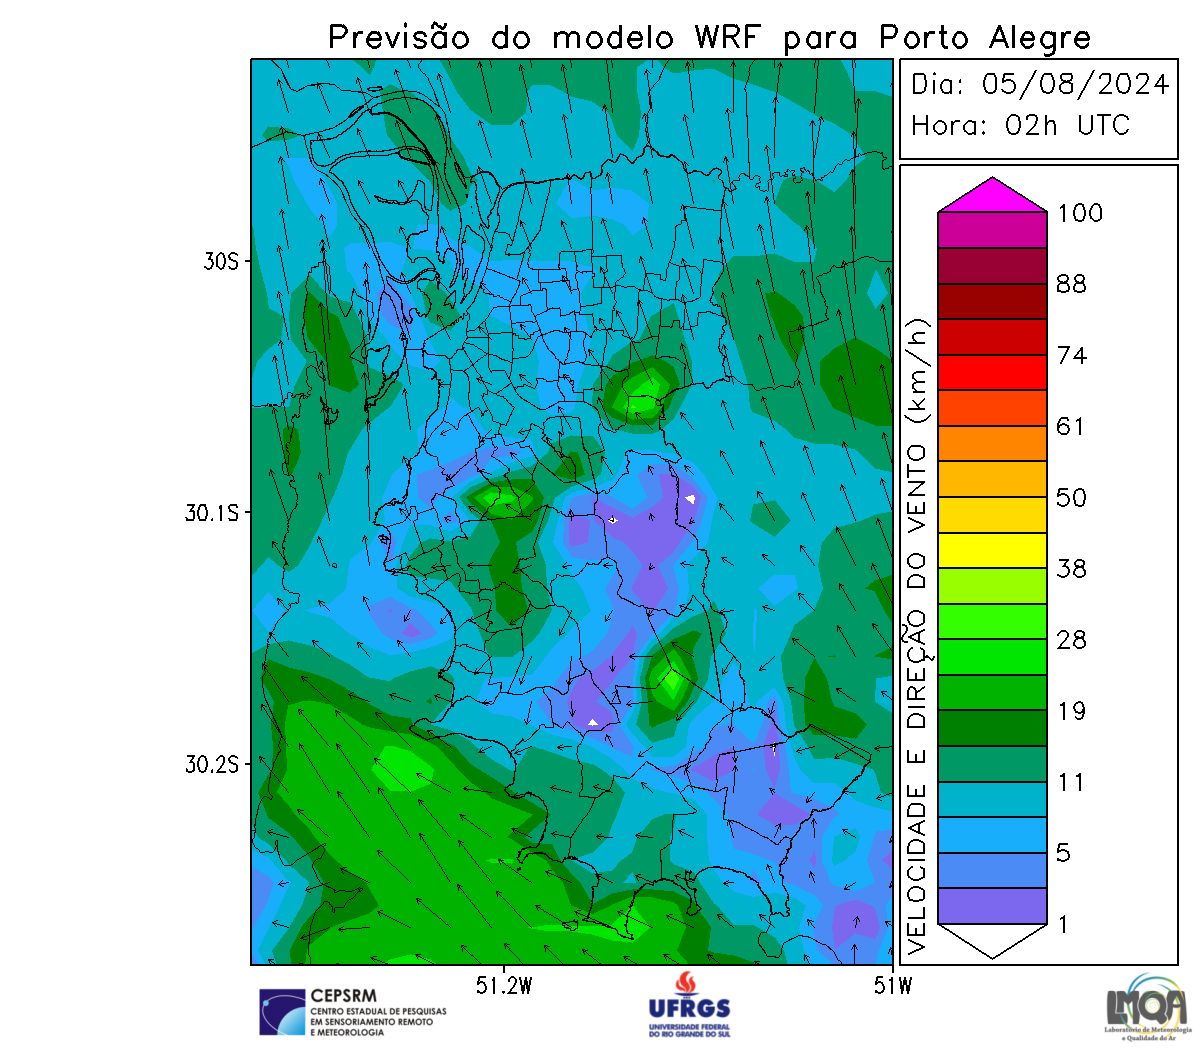 Previsão do modelo WRF para Porto Alegre
Dia: 05/08/2024
Hora: 02h UTC
100
88
74
61
50
38
28
19
11
5
1
VELOCIDADE E DIREÇÃO DO VENTO (km/h)
30S
30.1S
30.2S
51.2W
51W
CEPSRM
CENTRO ESTADUAL DE PESQUISAS
EM SENSORIAMENTO REMOTO
E METEOROLOGIA
UFRGS
UNIVERSIDADE FEDERAL
DO RIO GRANDE DO SUL
LMQA
Laboratório de Meteorologia
e Qualidade do Ar